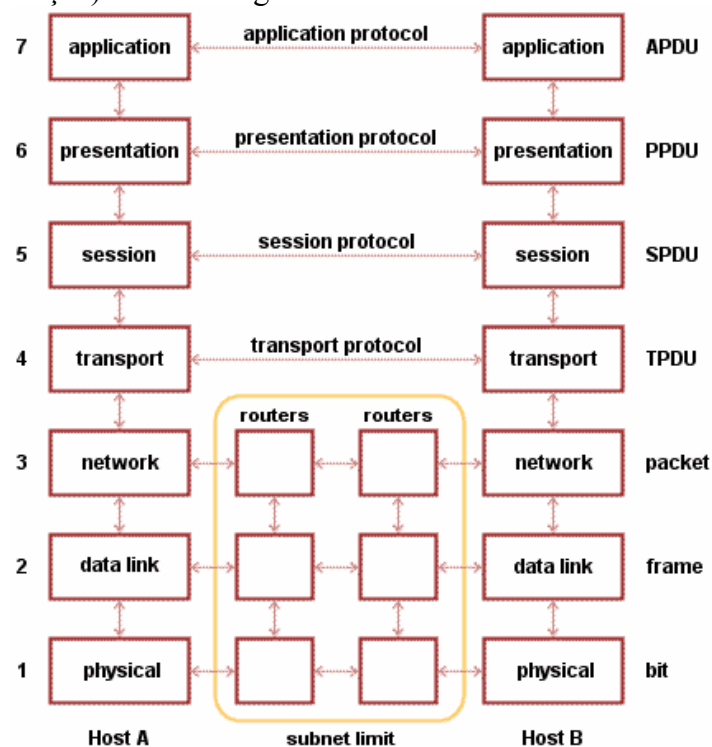 application protocol
7 application application APDU
presentation protocol
6 presentation presentation PPDU
session protocol
5 session session SPDU
transport protocol
4 transport transport TPDU
routers routers
3 network network packet
2 data link data link frame
1 physical physical bit
Host A subnet limit Host B